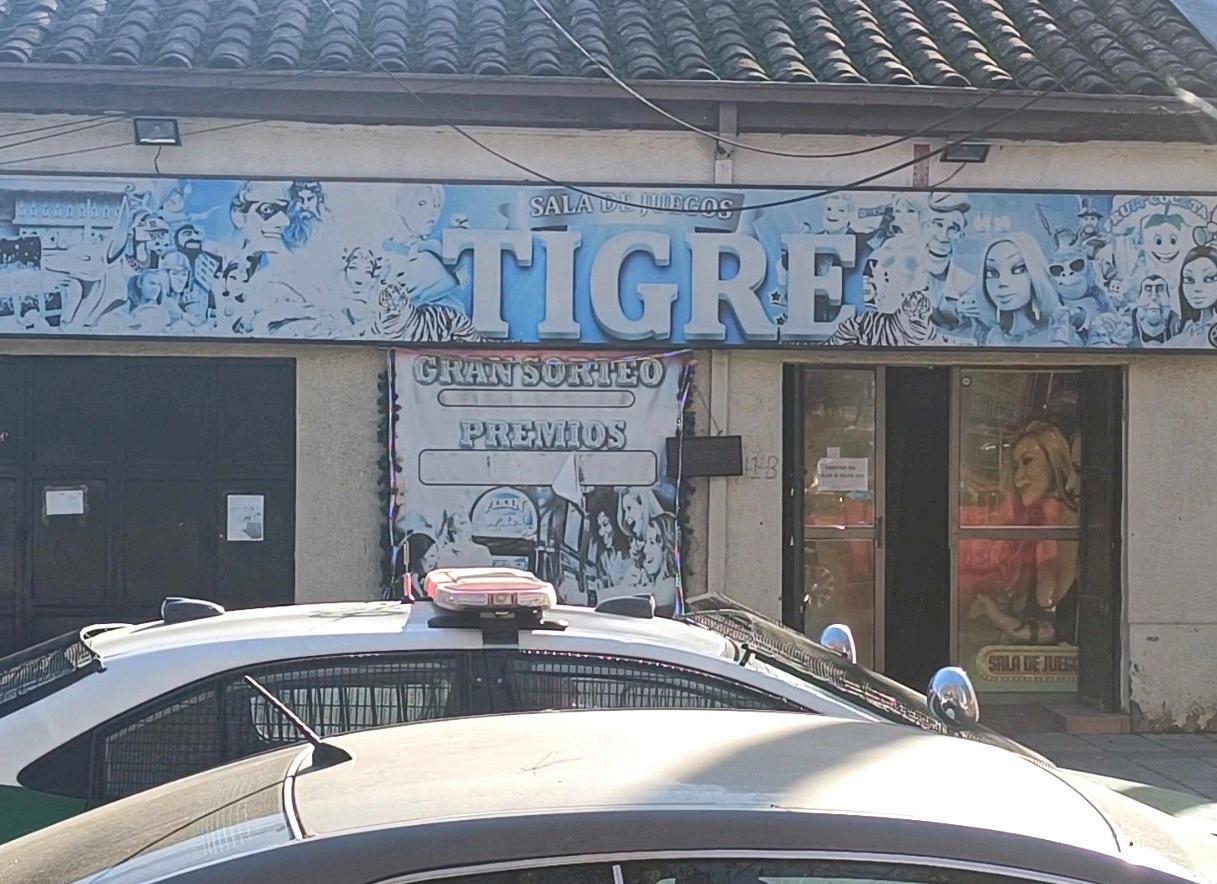 SALA DE JUEGOS
TIGRE
GRAN SORTEO
PREMIOS
SALA DE JUEGO